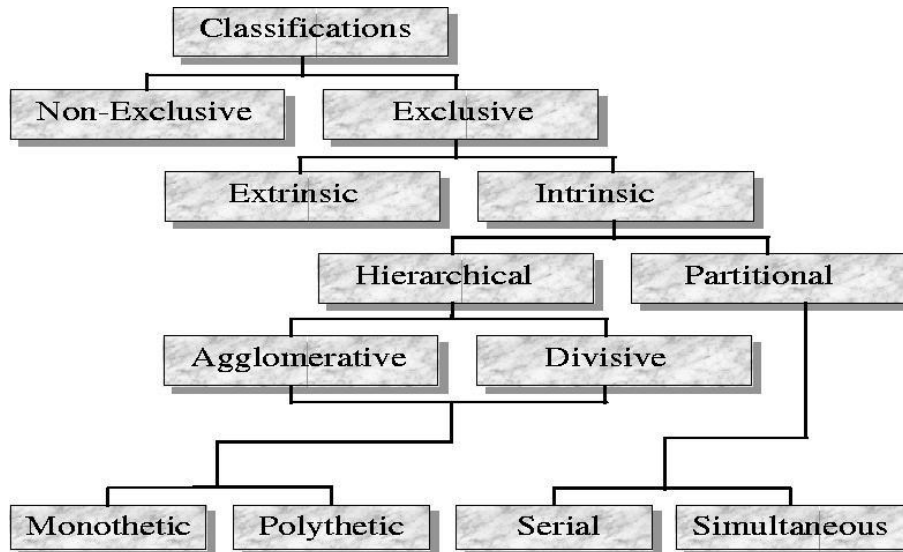 Classifications
Non-Exclusive
Exclusive
Extrinsic
Intrinsic
Hierarchical
Partitional
Agglomerative
Divisive
Monothetic
Polythetic
Serial
Simultaneous